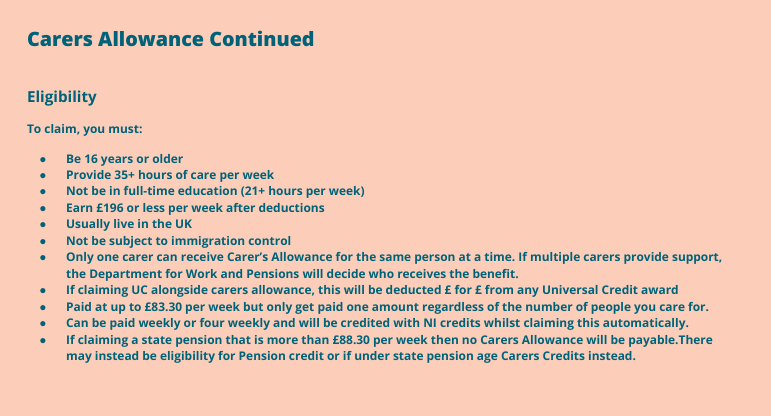 Carers Allowance Continued
Eligibility
To claim, you must:
● Be 16 years or older
● Provide 35+ hours of care per week
● Not be in full-time education (21+ hours per week)
● Earn £196 or less per week after deductions
● Usually live in the UK
● Not be subject to immigration control
● Only one carer can receive Carer’s Allowance for the same person at a time. If multiple carers provide support,
the Department for Work and Pensions will decide who receives the benefit.
● If claiming UC alongside carers allowance, this will be deducted £ for £ from any Universal Credit award
● Paid at up to £83.30 per week but only get paid one amount regardless of the number of people you care for.
● Can be paid weekly or four weekly and will be credited with NI credits whilst claiming this automatically.
● If claiming a state pension that is more than £88.30 per week then no Carers Allowance will be payable.There
may instead be eligibility for Pension credit or if under state pension age Carers Credits instead.